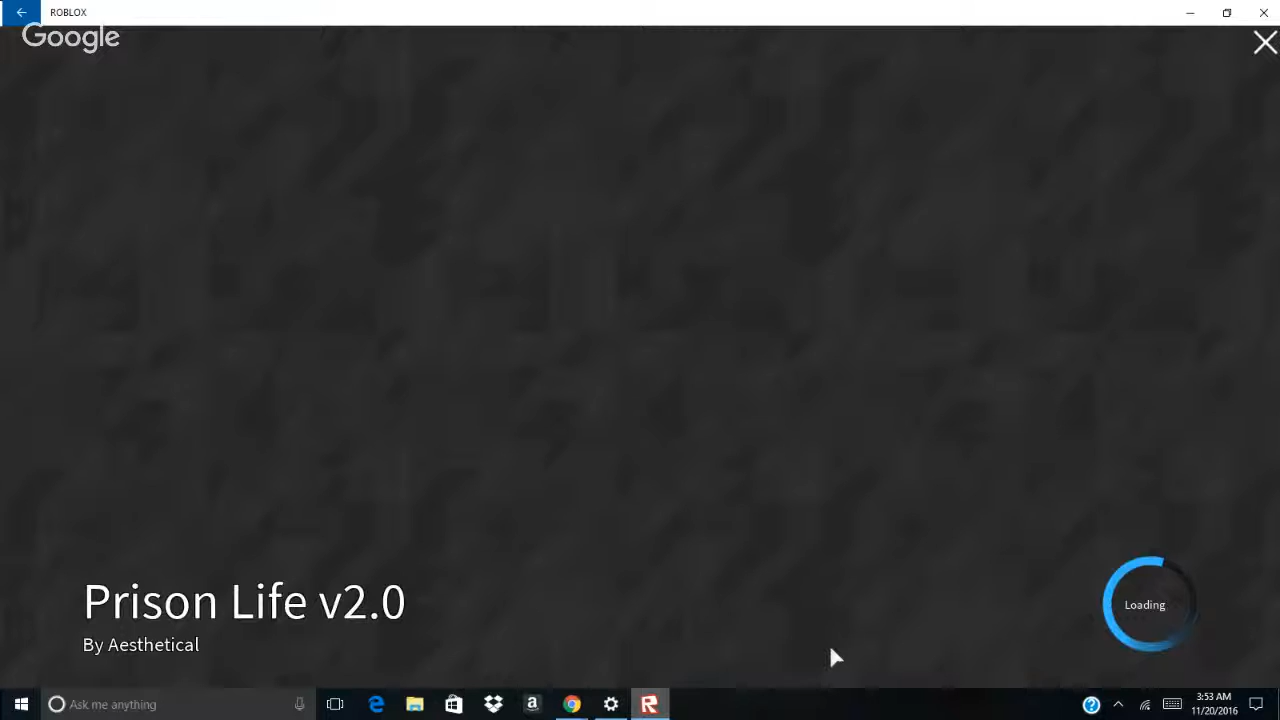 ROBLOX
Google
Prison Life v2.0
By Aesthetical
Loading
Ask me anything
3:53 AM
11/20/2016